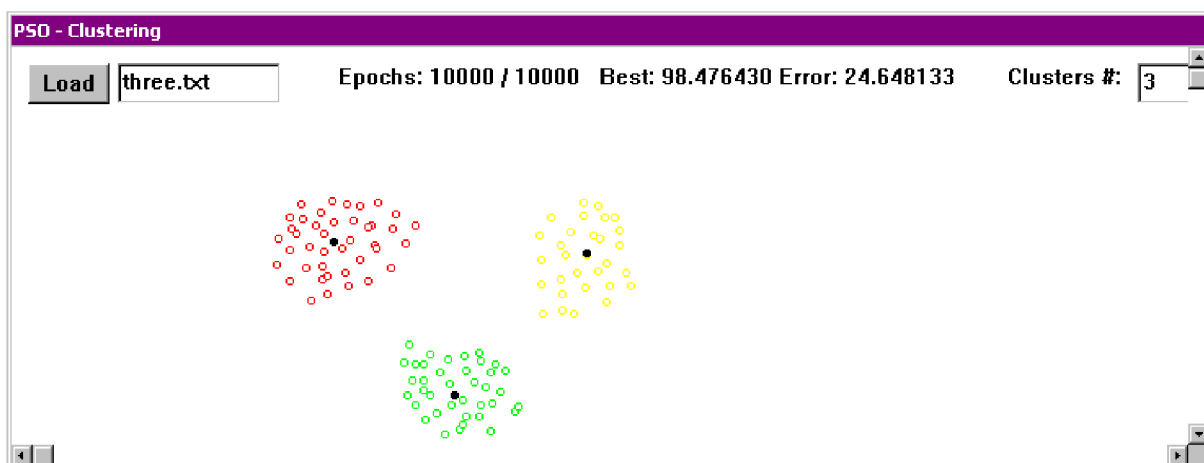 PSO - Clustering
Load three.txt Epochs: 10000 / 10000 Best: 98.476430 Error: 24.648133 Clusters #: 3